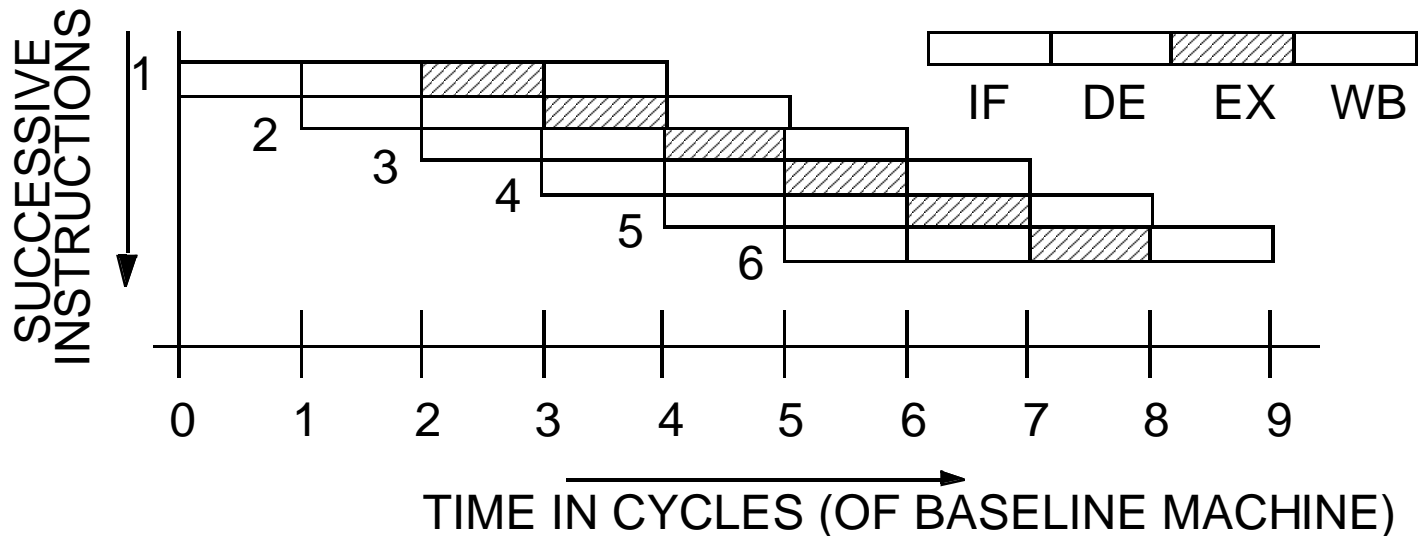 SUCCESSIVE
INSTRUCTIONS
1
2
3
4
5
6
IF DE EX WB
0 1 2 3 4 5 6 7 8 9
TIME IN CYCLES (OF BASELINE MACHINE)